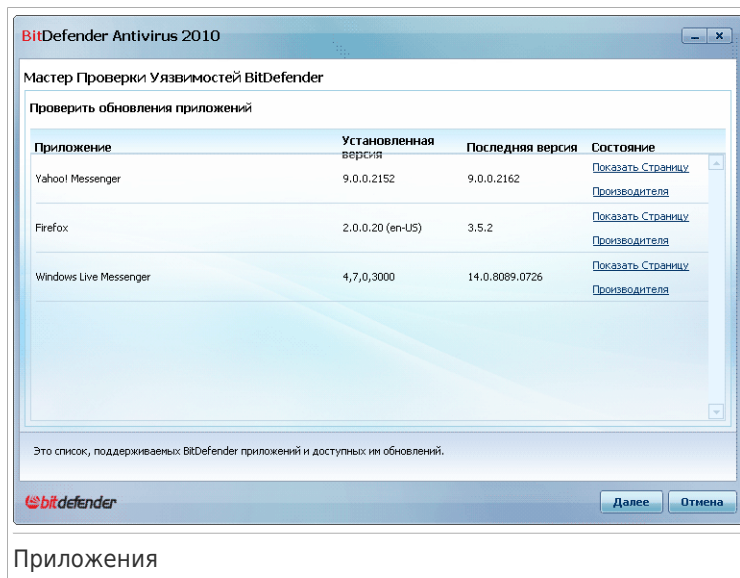 BitDefender Antivirus 2010
Мастер Проверки Уязвимостей BitDefender
Проверить обновления приложений
Приложение Установленная версия Последняя версия Состояние
Yahoo! Messenger 9.0.0.2152 9.0.0.2162 Показать Страницу Производителя
Firefox 2.0.0.20 (en-US) 3.5.2 Показать Страницу Производителя
Windows Live Messenger 4,7,0,3000 14.0.8089.0726 Показать Страницу Производителя
Это список, поддерживаемых BitDefender приложений и доступных им обновлений.
bitdefender Далее Отмена
Приложения